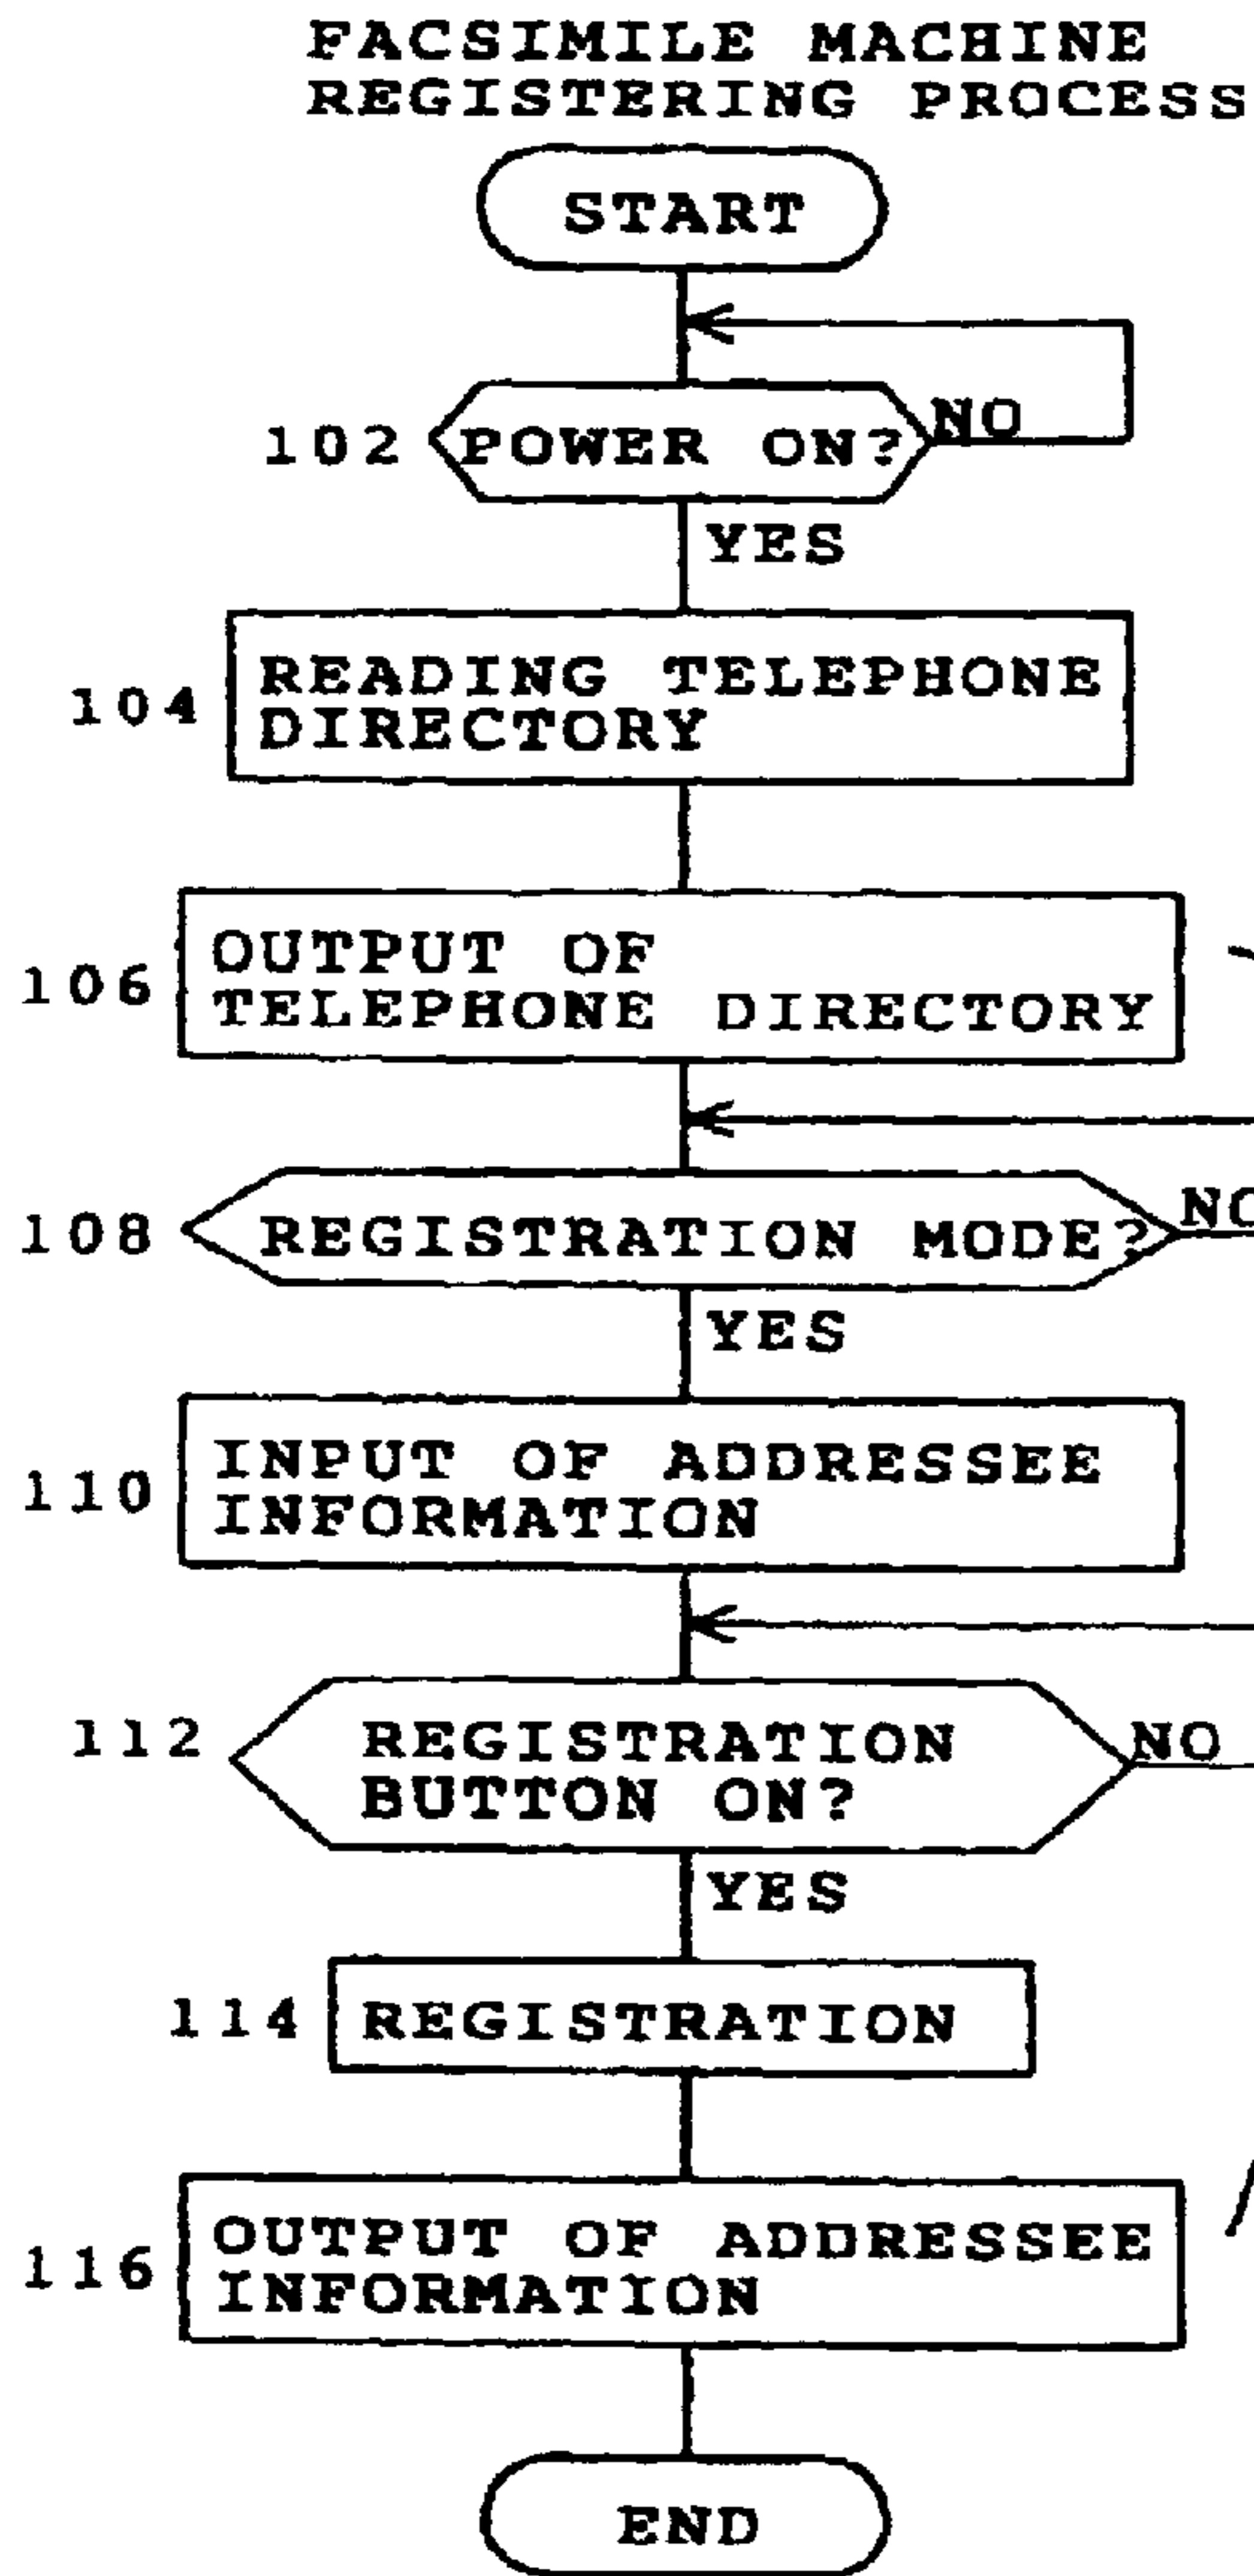 FACSIMILE MACHINE
REGISTERING PROCESS
START
102
POWER ON?
NO
YES
104
READING TELEPHONE
DIRECTORY
106
OUTPUT OF
TELEPHONE DIRECTORY
108
REGISTRATION MODE?
NO
YES
110
INPUT OF ADDRESSEE
INFORMATION
112
REGISTRATION
BUTTON ON?
NO
YES
114
REGISTRATION
116
OUTPUT OF ADDRESSEE
INFORMATION
END